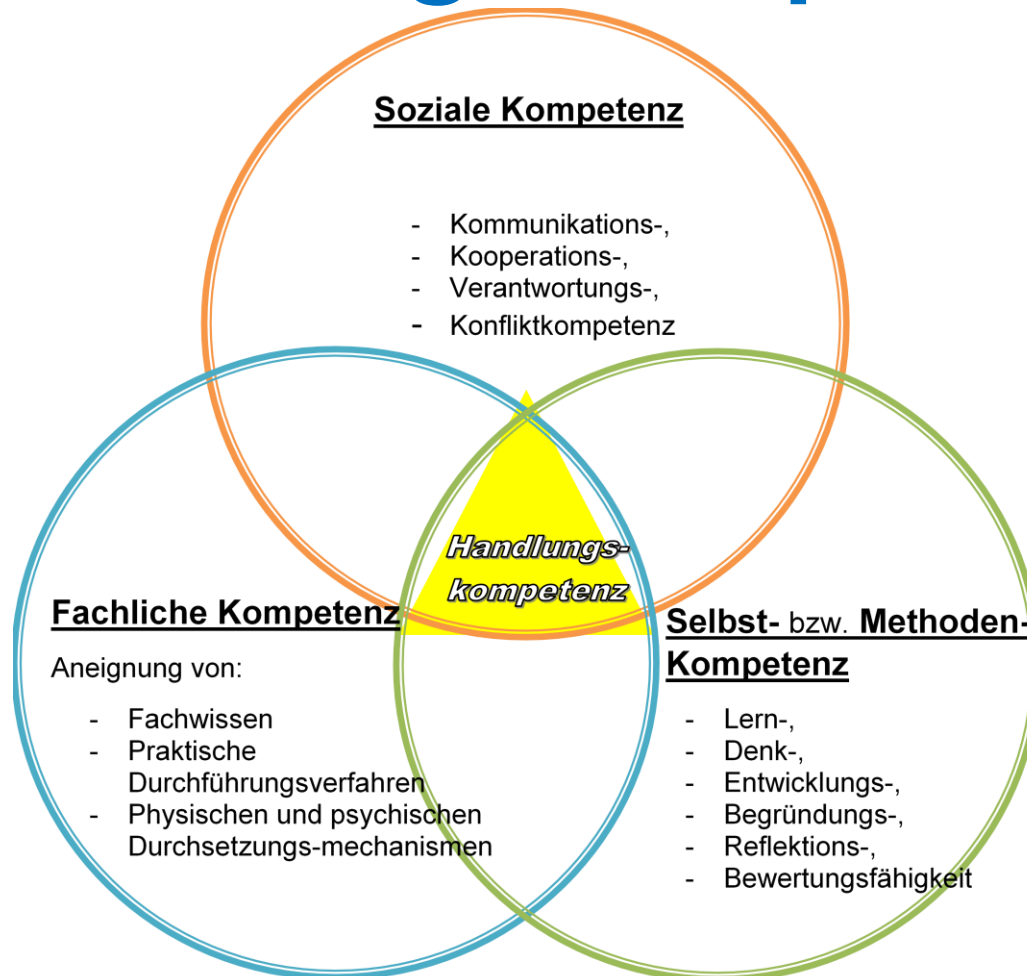 Soziale Kompetenz
- Kommunikations-,
- Kooperations-,
- Verantwortungs-,
- Konfliktkompetenz
Handlungs-
kompetenz
Fachliche Kompetenz
Aneignung von:
- Fachwissen
- Praktische
Durchführungsverfahren
- Physischen und psychischen
Durchsetzungs-mechanismen
Selbst- bzw. Methoden-
Kompetenz
- Lern-,
- Denk-,
- Entwicklungs-,
- Begründungs-,
- Reflektions-,
- Bewertungsfähigkeit